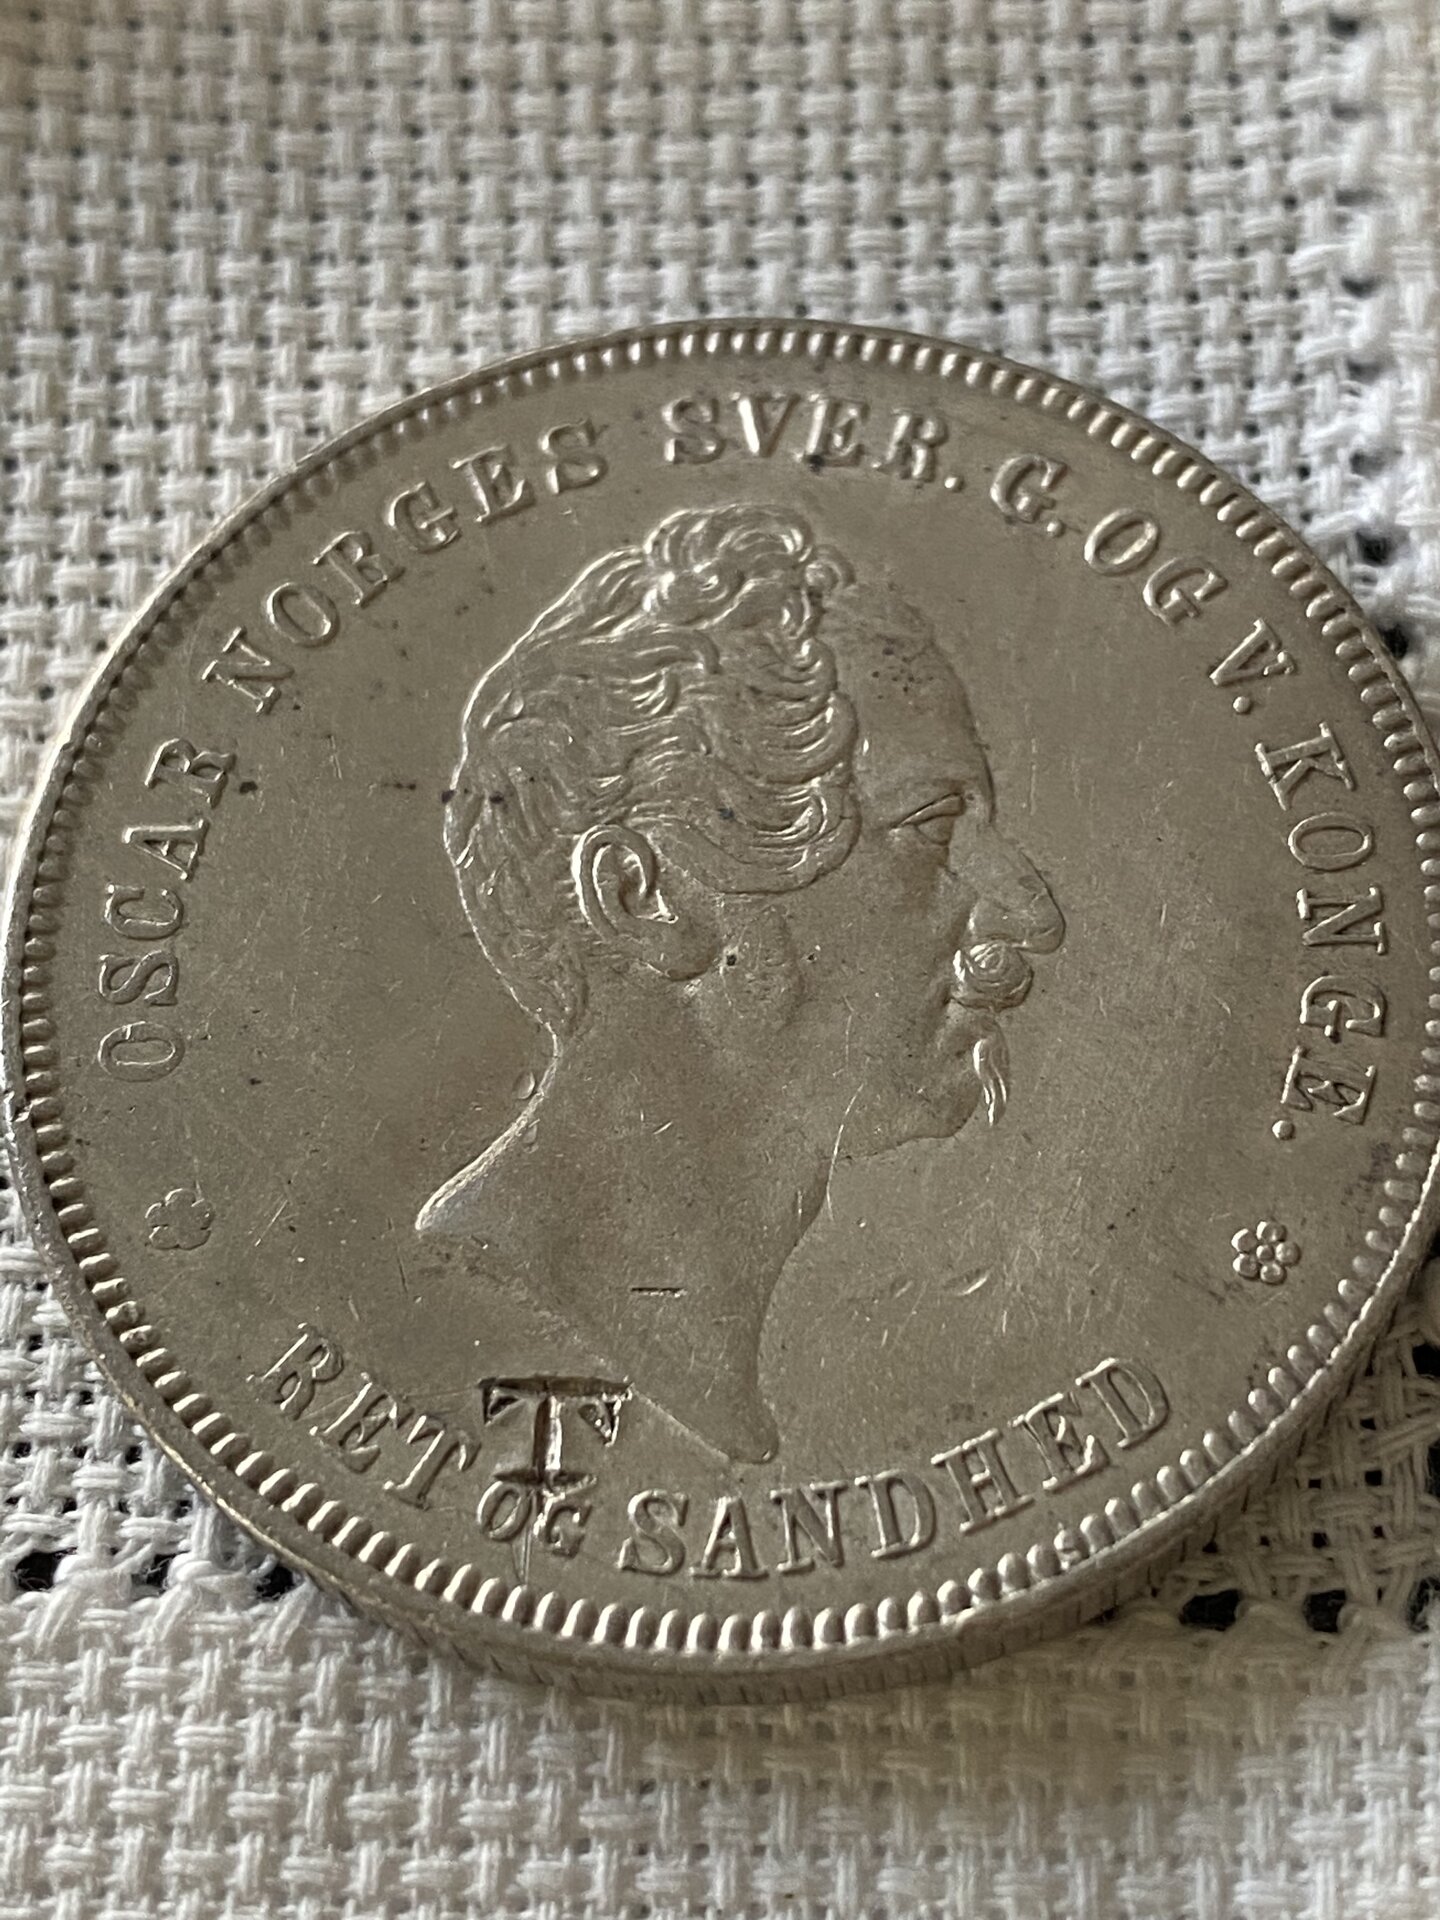 OSCAR NORGES SVER. G. OG V. KONGE.
RET OG SANDHED
T